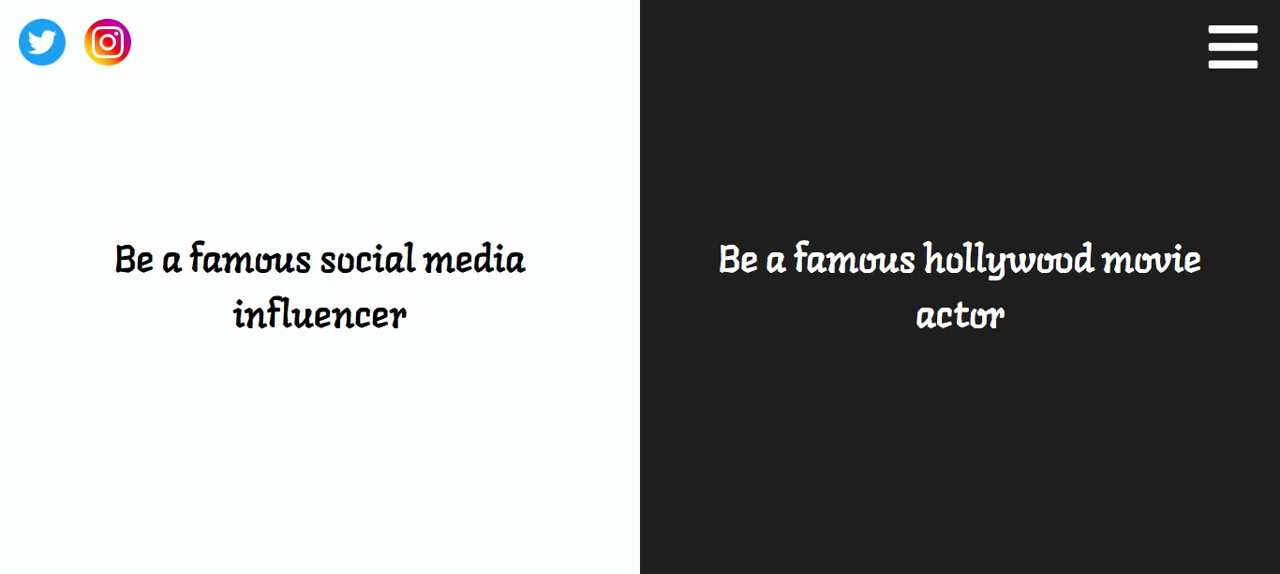 Be a famous social media
influencer
Be a famous hollywood movie
actor